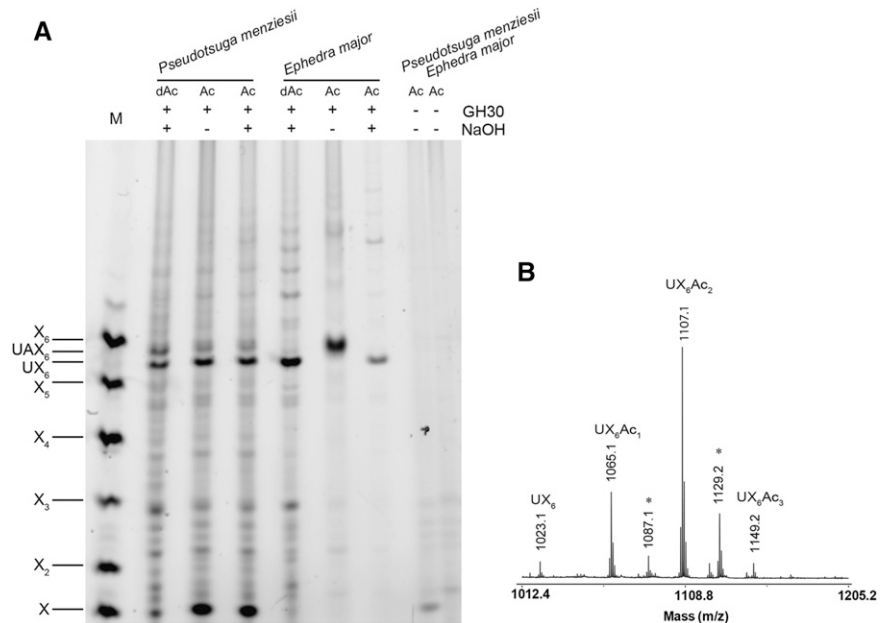 A
Pseudotsuga menziesii
Ephedra major
Pseudotsuga menziesii
Ephedra major
dAc Ac Ac dAc Ac Ac Ac Ac
M + + + + + + - - GH30
+ - + + - + - - NaOH
X₆
UAX₆
UX₆
X₅
X₄
X₃
X₂
X
B
UX₆Ac₂
1107.1
UX₆Ac₁
1065.1
*
1129.2
UX₆
1023.1
*
1087.1
UX₆Ac₃
1149.2
1012.4 1108.8 1205.2
Mass (m/z)